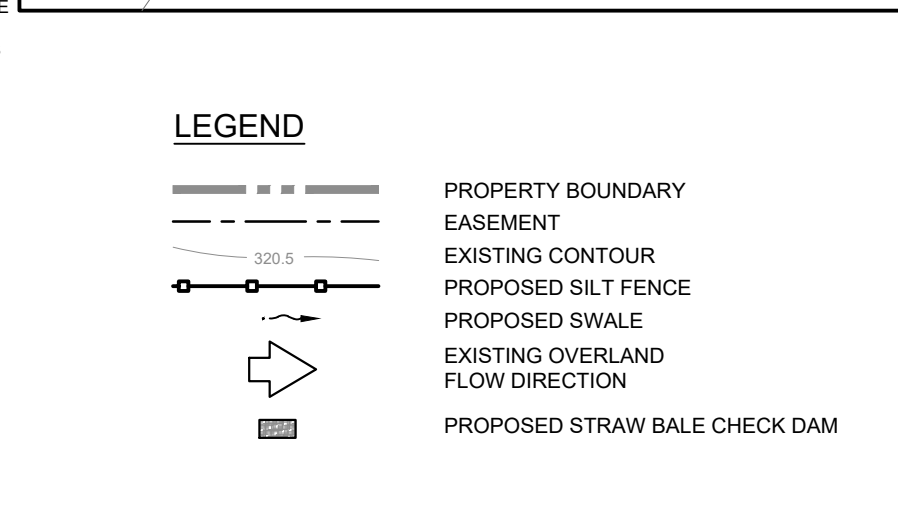 E
LEGEND
PROPERTY BOUNDARY
EASEMENT
320.5
EXISTING CONTOUR
PROPOSED SILT FENCE
PROPOSED SWALE
EXISTING OVERLAND
FLOW DIRECTION
PROPOSED STRAW BALE CHECK DAM